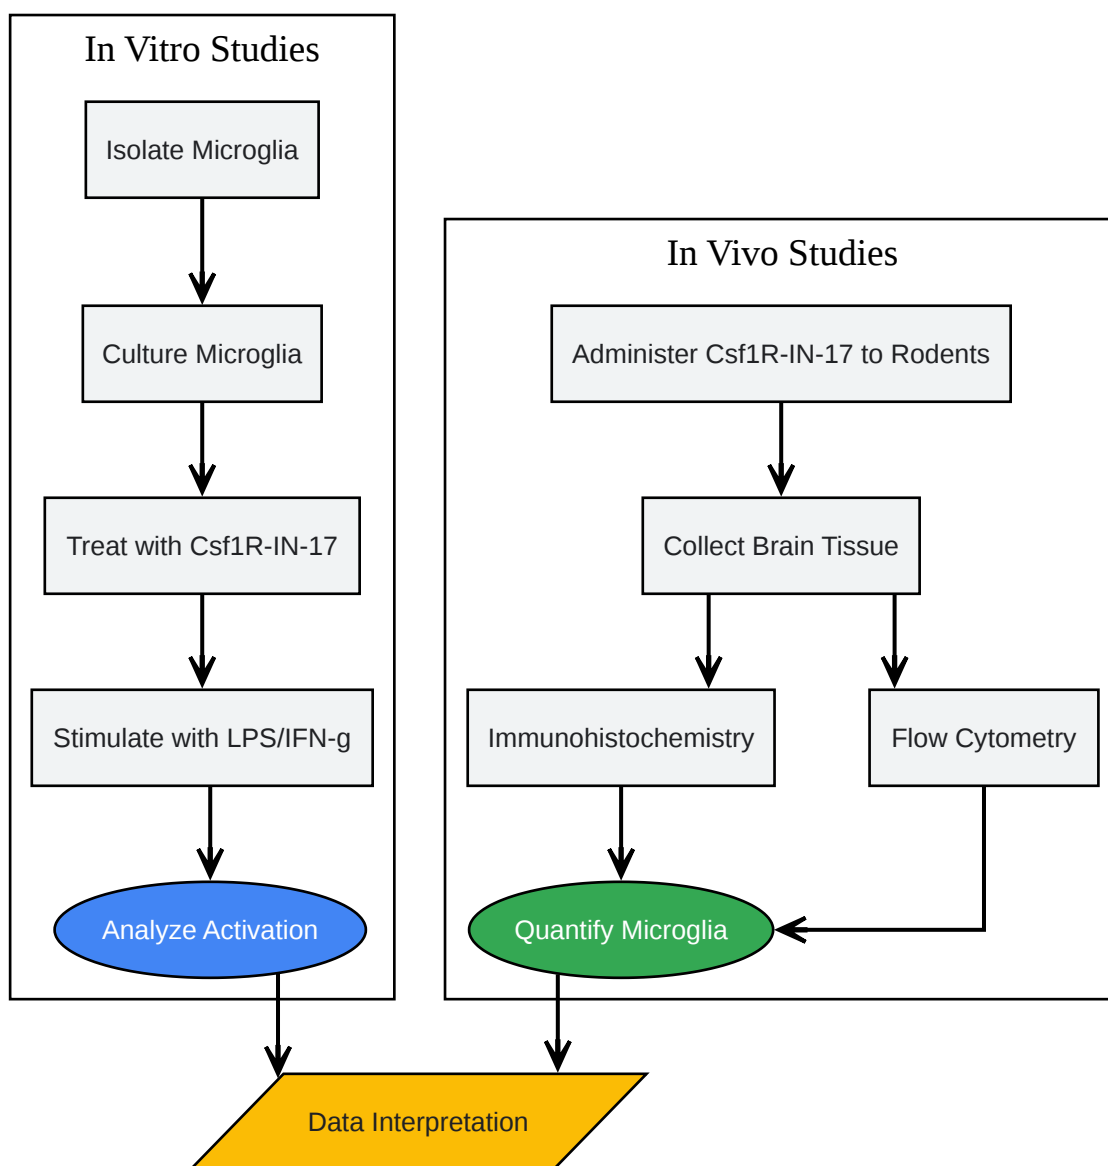 In Vitro Studies
Isolate Microglia
Culture Microglia
Treat with Csf1R-IN-17
Stimulate with LPS/IFN-g
Analyze Activation
In Vivo Studies
Administer Csf1R-IN-17 to Rodents
Collect Brain Tissue
Immunohistochemistry
Flow Cytometry
Quantify Microglia
Data Interpretation